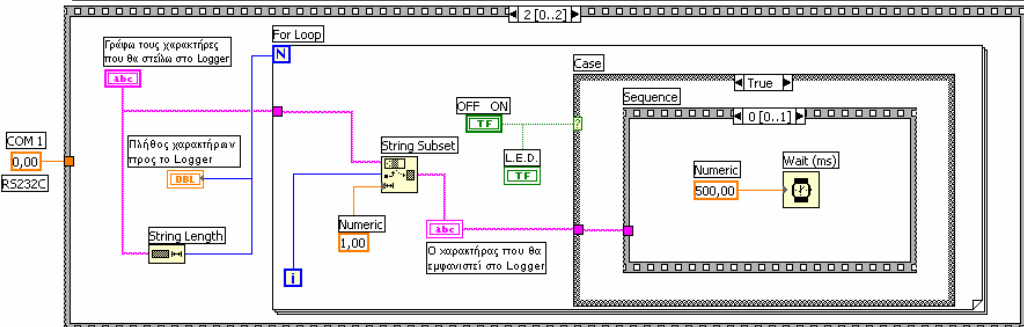 2 [0..2]
For Loop
Γράφω τους χαρακτήρες
που θα στείλω στο Logger
abc
N
Case
True
Sequence
0 [0..1]
OFF ON
TF
?
COM 1
0,00
RS232C
Πλήθος χαρακτήρων
προς το Logger
DBL
String Subset
L.E.D.
TF
Numeric
500,00
Wait (ms)
Numeric
1,00
abc
String Length
Ο χαρακτήρας που θα
εμφανιστεί στο Logger
i